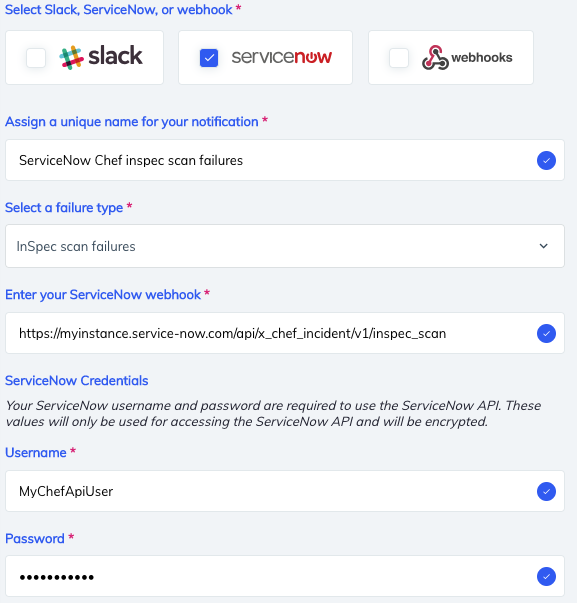 Select Slack, ServiceNow, or webhook *
slack servicenow webhooks
Assign a unique name for your notification *
ServiceNow Chef inspec scan failures
Select a failure type *
InSpec scan failures
Enter your ServiceNow webhook *
https://myinstance.service-now.com/api/x_chef_incident/v1/inspec_scan
ServiceNow Credentials
Your ServiceNow username and password are required to use the ServiceNow API. These
values will only be used for accessing the ServiceNow API and will be encrypted.
Username *
MyChefApiUser
Password *
•••••••••••